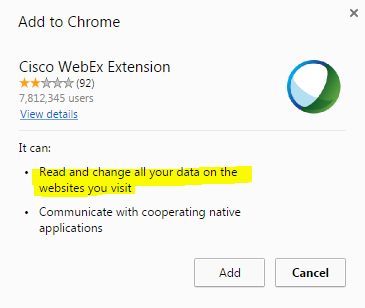 Add to Chrome
Cisco WebEx Extension
(92)
7,812,345 users
View details
It can:
• Read and change all your data on the
websites you visit
• Communicate with cooperating native
applications
Add
Cancel